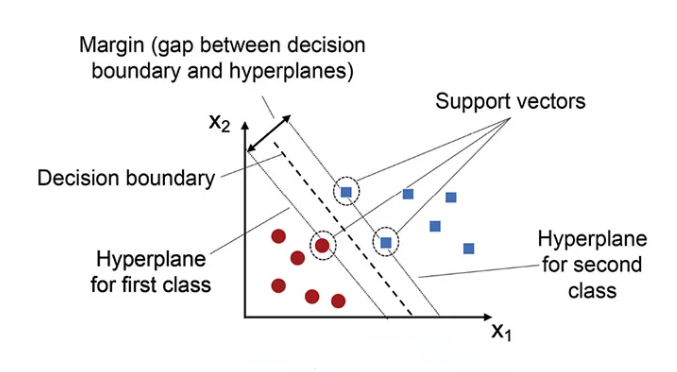 Margin (gap between decision
boundary and hyperplanes)
Support vectors
x2
Decision boundary
Hyperplane
for first class
Hyperplane
for second
class
x1